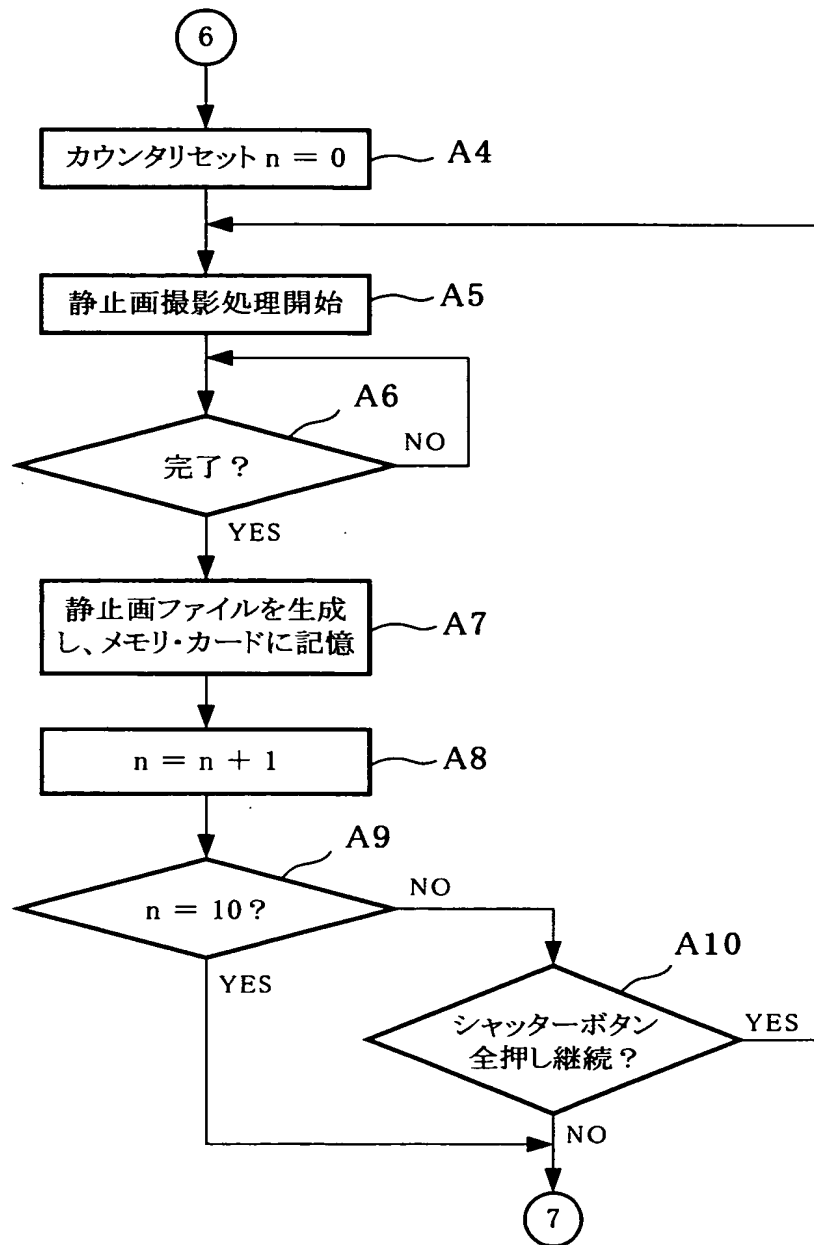 6
カウンタリセット n = 0
A4
静止画撮影処理開始
A5
A6
完了?
NO
YES
静止画ファイルを生成
し、メモリ・カードに記憶
A7
n = n + 1
A8
A9
n = 10?
NO
YES
A10
シャッターボタン
全押し継続?
YES
NO
7